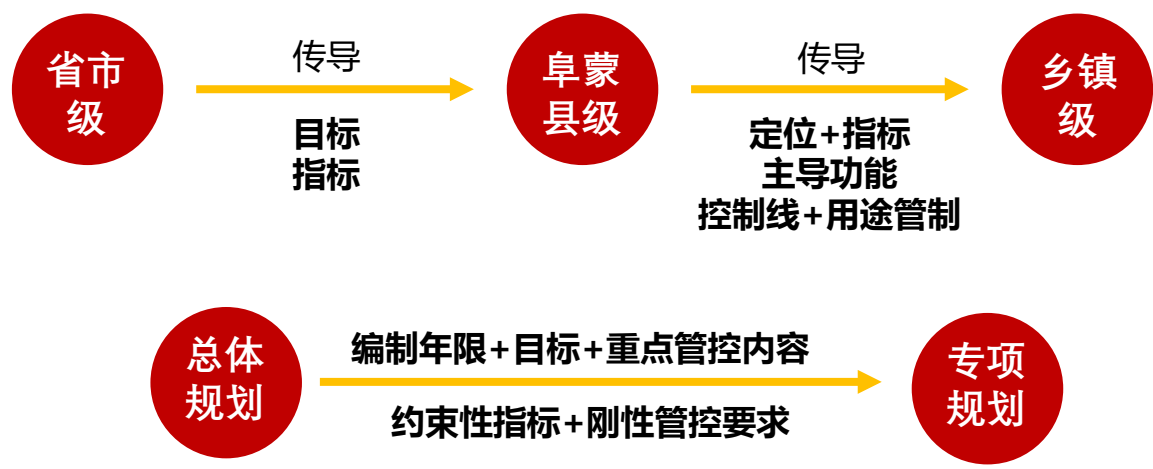 省市
级
传导
目标
指标
阜蒙
县级
传导
定位+指标
主导功能
控制线+用途管制
乡镇
级
总体
规划
编制年限+目标+重点管控内容
约束性指标+刚性管控要求
专项
规划